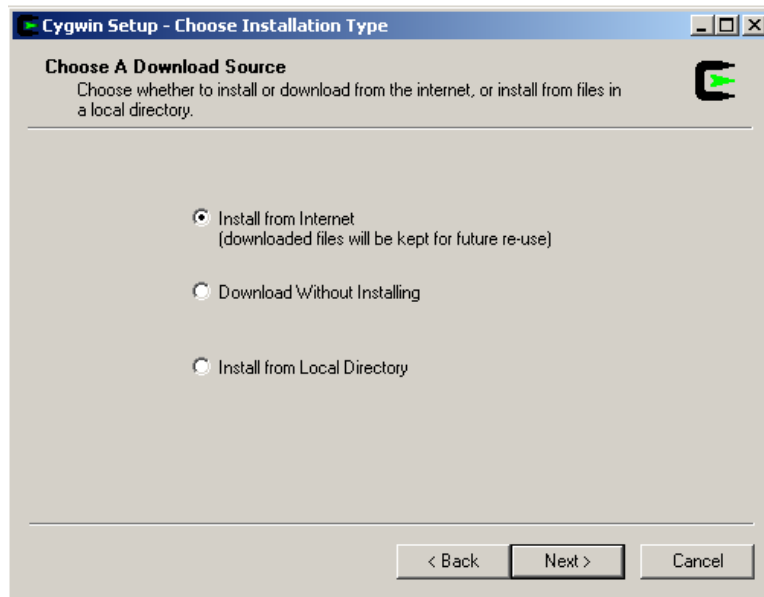 Cygwin Setup - Choose Installation Type
Choose A Download Source
Choose whether to install or download from the internet, or install from files in
a local directory.
Install from Internet
(downloaded files will be kept for future re-use)
Download Without Installing
Install from Local Directory
< Back Next > Cancel